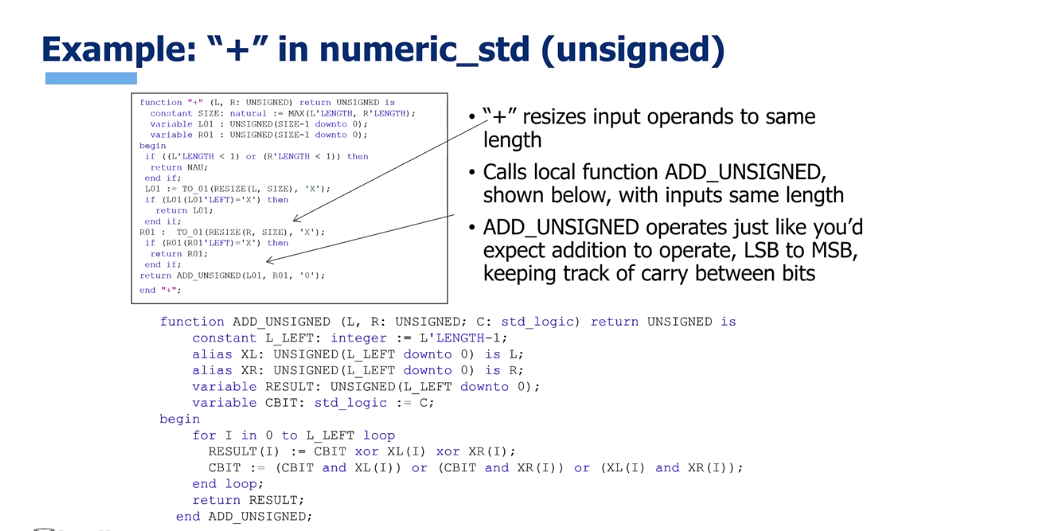 Example: “+” in numeric_std (unsigned)
function "+" (L, R: UNSIGNED) return UNSIGNED is
constant SIZE: natural := MAX(L'LENGTH, R'LENGTH);
variable L01 : UNSIGNED(SIZE-1 downto 0);
variable R01 : UNSIGNED(SIZE-1 downto 0);
begin
if ((L'LENGTH < 1) or (R'LENGTH < 1)) then
return NAU;
end if;
L01 := TO_01(RESIZE(L, SIZE), 'X');
if (L01(L01'LEFT)='X') then
return L01;
end if;
R01 : TO_01(RESIZE(R, SIZE), 'X');
if (R01(R01'LEFT)='X') then
return R01;
end if;
return ADD_UNSIGNED(L01, R01, '0');
end "+";
• “+” resizes input operands to same
length
• Calls local function ADD_UNSIGNED,
shown below, with inputs same length
• ADD_UNSIGNED operates just like you’d
expect addition to operate, LSB to MSB,
keeping track of carry between bits
function ADD_UNSIGNED (L, R: UNSIGNED; C: std_logic) return UNSIGNED is
constant L_LEFT: integer := L'LENGTH-1;
alias XL: UNSIGNED(L_LEFT downto 0) is L;
alias XR: UNSIGNED(L_LEFT downto 0) is R;
variable RESULT: UNSIGNED(L_LEFT downto 0);
variable CBIT: std_logic := C;
begin
for I in 0 to L_LEFT loop
RESULT(I) := CBIT xor XL(I) xor XR(I);
CBIT := (CBIT and XL(I)) or (CBIT and XR(I)) or (XL(I) and XR(I));
end loop;
return RESULT;
end ADD_UNSIGNED;